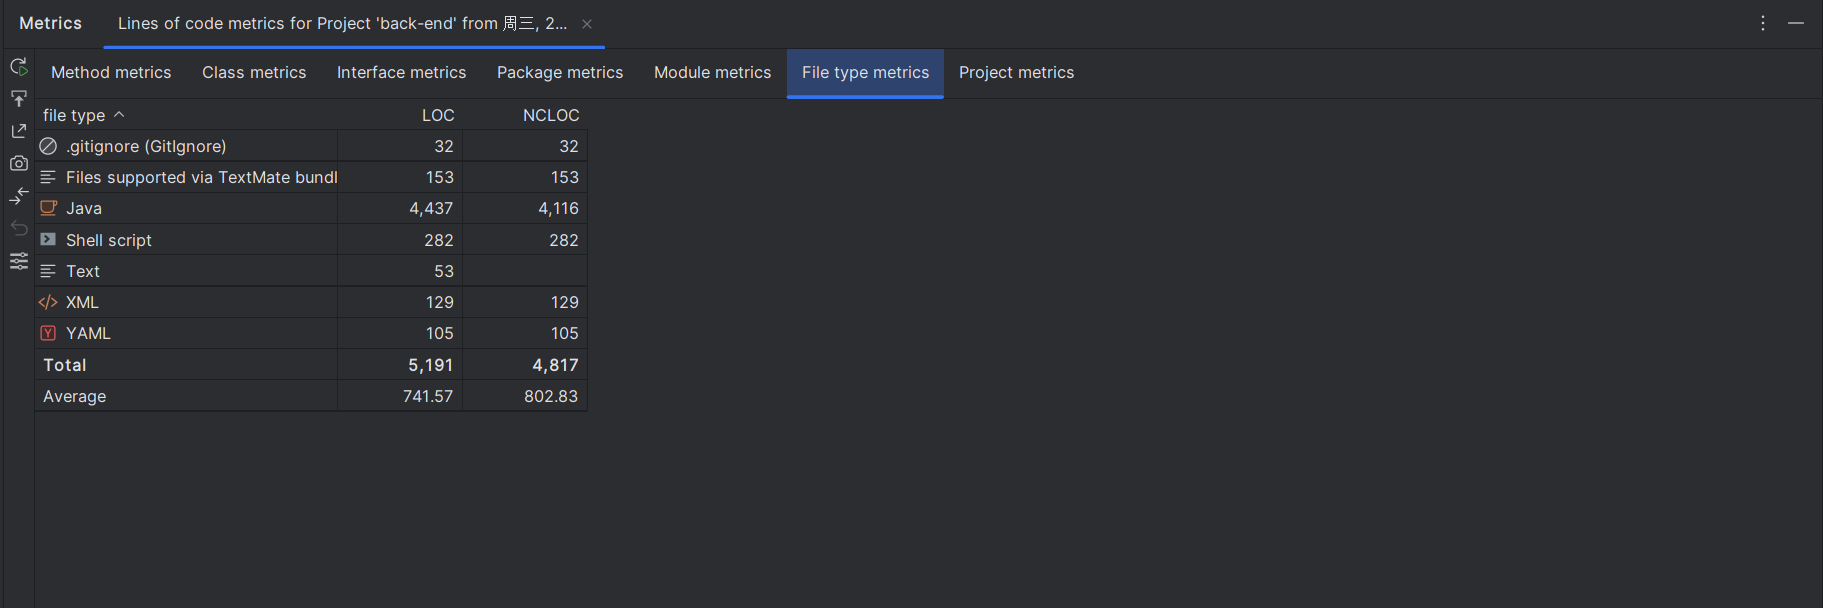 Metrics Lines of code metrics for Project 'back-end' from 周三, 2...
Method metrics Class metrics Interface metrics Package metrics Module metrics File type metrics Project metrics
file type LOC NCLOC
.gitignore (GitIgnore) 32 32
Files supported via TextMate bundl 153 153
Java 4,437 4,116
Shell script 282 282
Text 53
XML 129 129
YAML 105 105
Total 5,191 4,817
Average 741.57 802.83